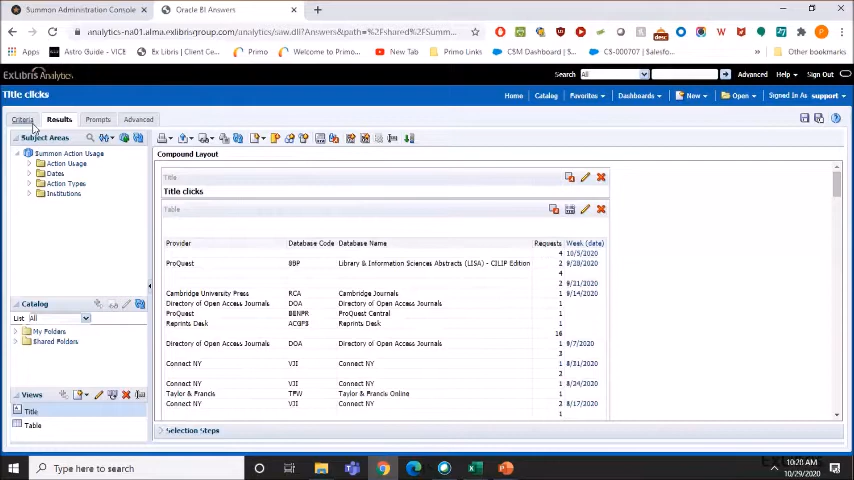 Summon Administration Console
Oracle BI Answers
analytics-na01.alma.exlibrisgroup.com/analytics/saw.dll?Answers&path=%2Fshared%2FSumm...
Apps
Astro Guide - VICE
Ex Libris | Client Ce...
Primo
Welcome to Primo...
New Tab
Primo Links
CSM Dashboard | S...
CS-000707 | Salesfo...
Other bookmarks
ExLibris Analytics
Search
All
Advanced
Help
Sign Out
Title clicks
Home
Catalog
Favorites
Dashboards
New
Open
Signed In As support
Criteria
Results
Prompts
Advanced
Subject Areas
Summon Action Usage
Action Usage
Dates
Action Types
Institutions
Catalog
List All
My Folders
Shared Folders
Views
Title
Table
Compound Layout
Title
Title clicks
Table
Provider Database Code Database Name Requests Week (date)
4 10/5/2020
ProQuest 8BP Library & Information Sciences Abstracts (LISA) - CILIP Edition 2 9/28/2020
4
2 9/21/2020
Cambridge University Press RCA Cambridge Journals 1 9/14/2020
Directory of Open Access Journals DOA Directory of Open Access Journals 1
ProQuest BENPR ProQuest Central 1
Reprints Desk ACGPS Reprints Desk 1
16
Directory of Open Access Journals DOA Directory of Open Access Journals 1 9/7/2020
3
Connect NY VJI Connect NY 1 8/31/2020
2
Connect NY VJI Connect NY 1 8/24/2020
Taylor & Francis TFW Taylor & Francis Online 1
Connect NY VJI Connect NY 2 8/17/2020
1
Selection Steps
Type here to search
10:20 AM
10/29/2020